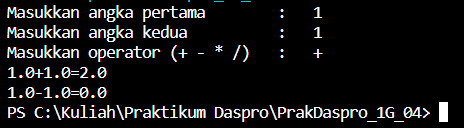 Masukkan angka pertama         :   1
Masukkan angka kedua           :   1
Masukkan operator (+ - * /)    :   +
1.0+1.0=2.0
1.0-1.0=0.0
PS C:\Kuliah\Praktikum Daspro\PrakDaspro_1G_04>